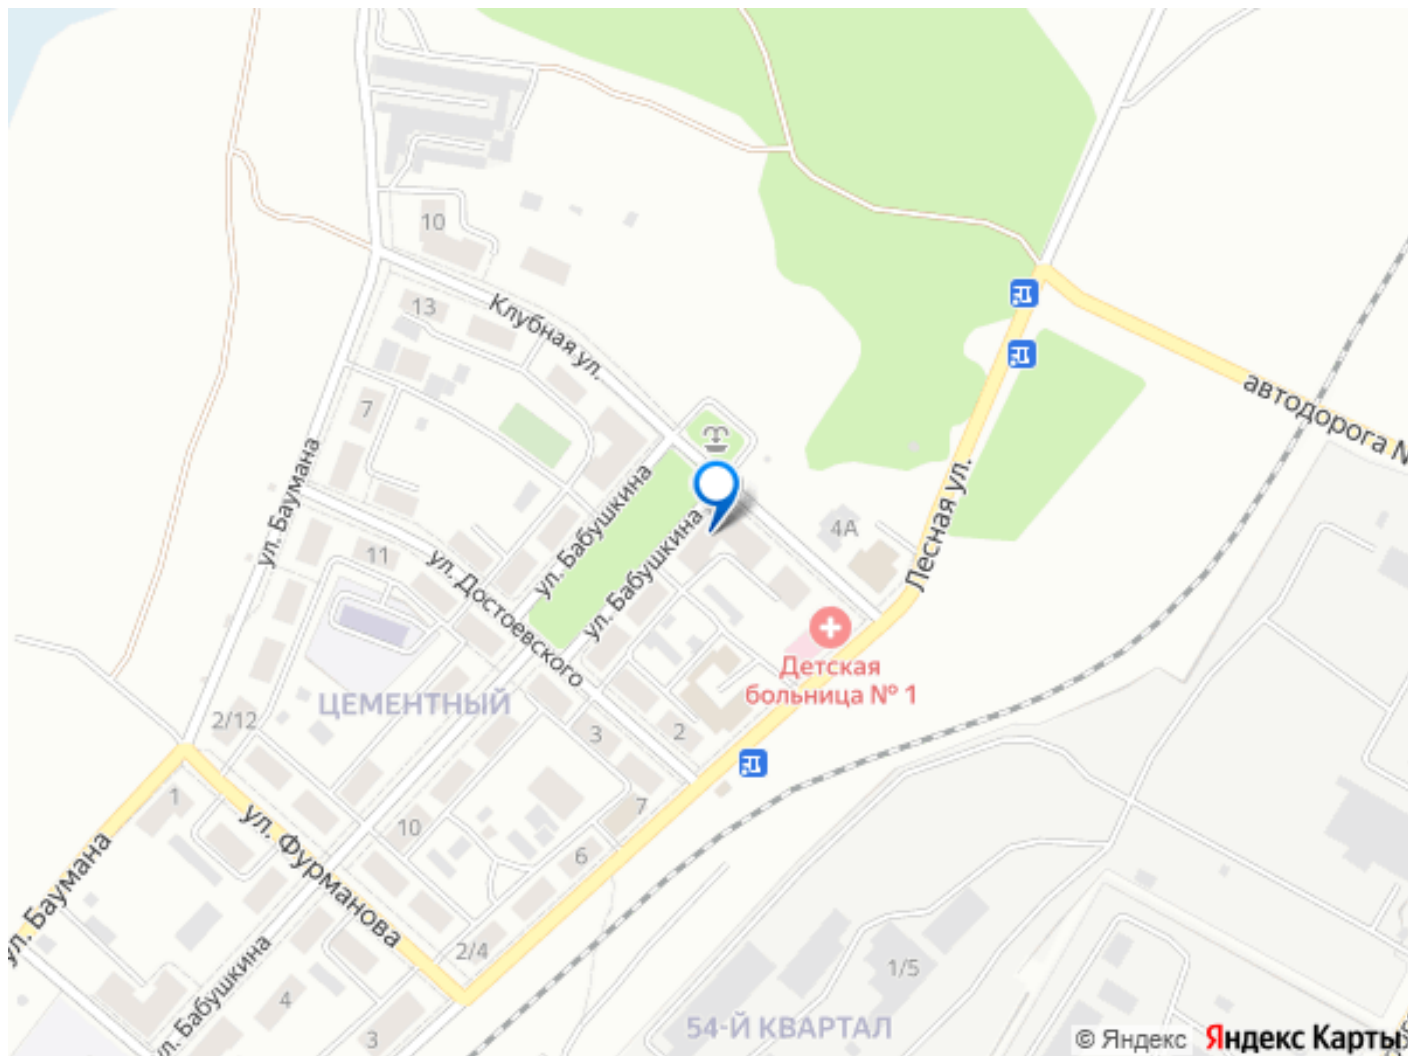 10
13
Клубная ул.
автодорога №
7
ул. Баумана
ул. Бабушкина
ул. Бабушкина
4А
Лесная ул.
11
ул. Достоевского
Детская
больница № 1
ЦЕМЕНТНЫЙ
2/12
3
2
1
ул. Фурманова
10
7
6
ул. Баумана
2/4
ул. Бабушкина
4
3
1/5
54-Й КВАРТАЛ
© Яндекс Яндекс Карты